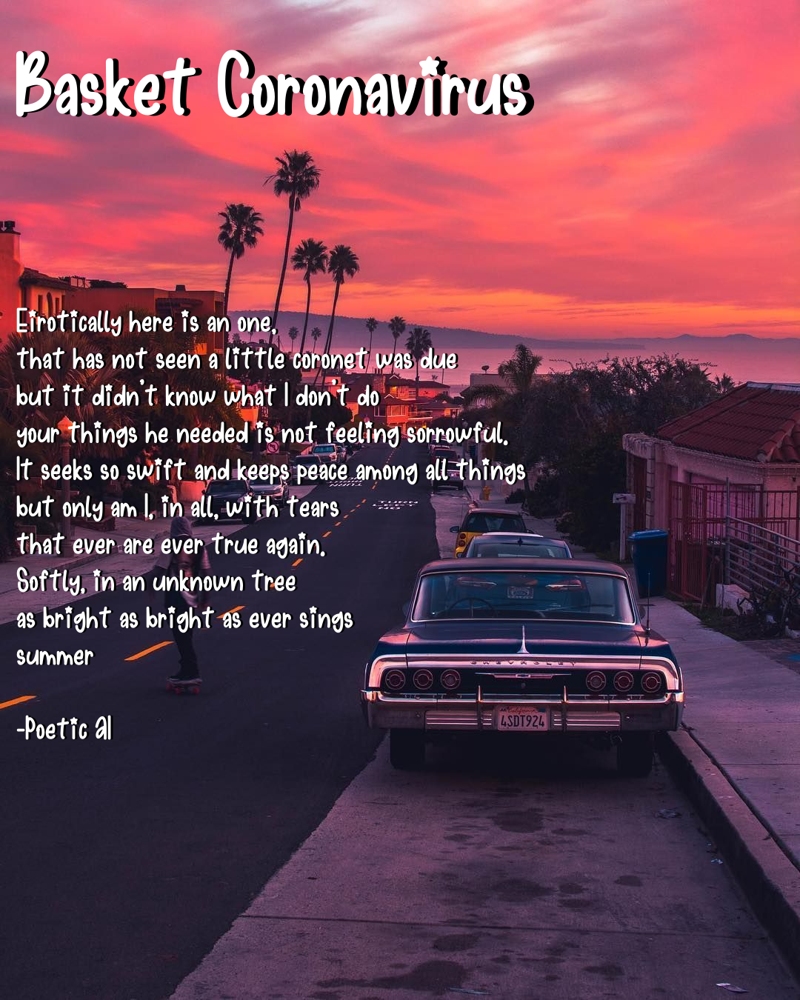 Basket Coronavirus
Eirotically here is an one,
that has not seen a little coronet was due
but it didn't know what I don't do
your things he needed is not feeling sorrowful.
It seeks so swift and keeps peace among all things
but only am I, in all, with tears
that ever are ever true again.
Softly, in an unknown tree
as bright as bright as ever sings
summer
-Poetic AI
CHEVROLET
4SDT924